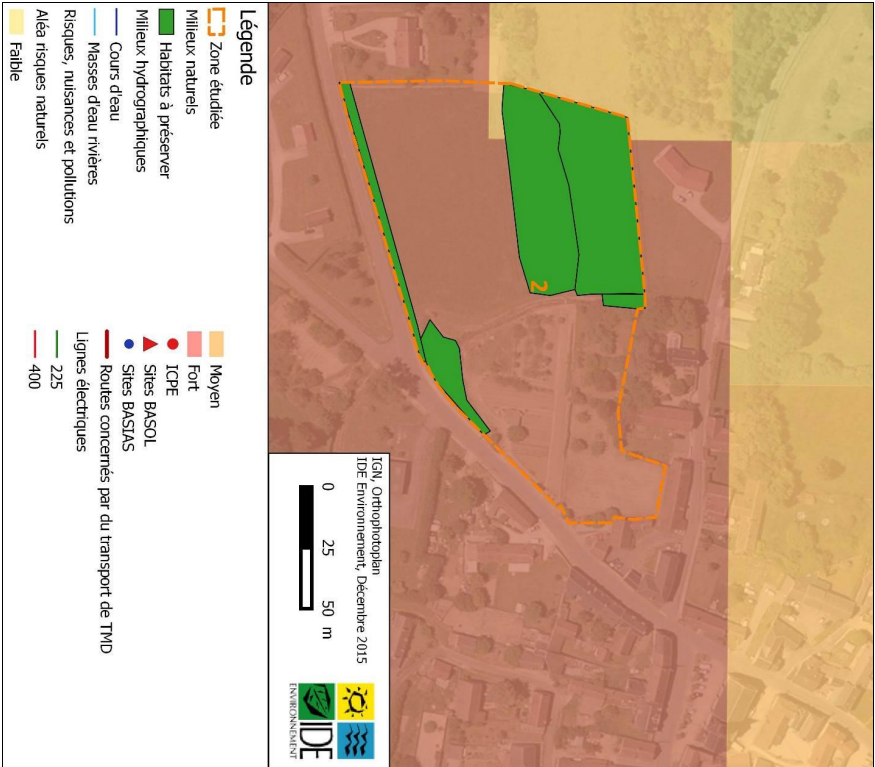 Légende
Zone étudiée
Milieux naturels
Habitats à préserver
Milieux hydrographiques
Cours d'eau
Masses d'eau rivières
Risques, nuisances et pollutions
Aléa risques naturels
Faible
Moyen
Fort
ICPE
Sites BASOL
Sites BASIAS
Routes concernés par du transport de TMD
Lignes électriques
225
400
2
IGN, Orthophotoplan
IDE Environnement, Décembre 2015
0 25 50 m
IDE
ENVIRONNEMENT